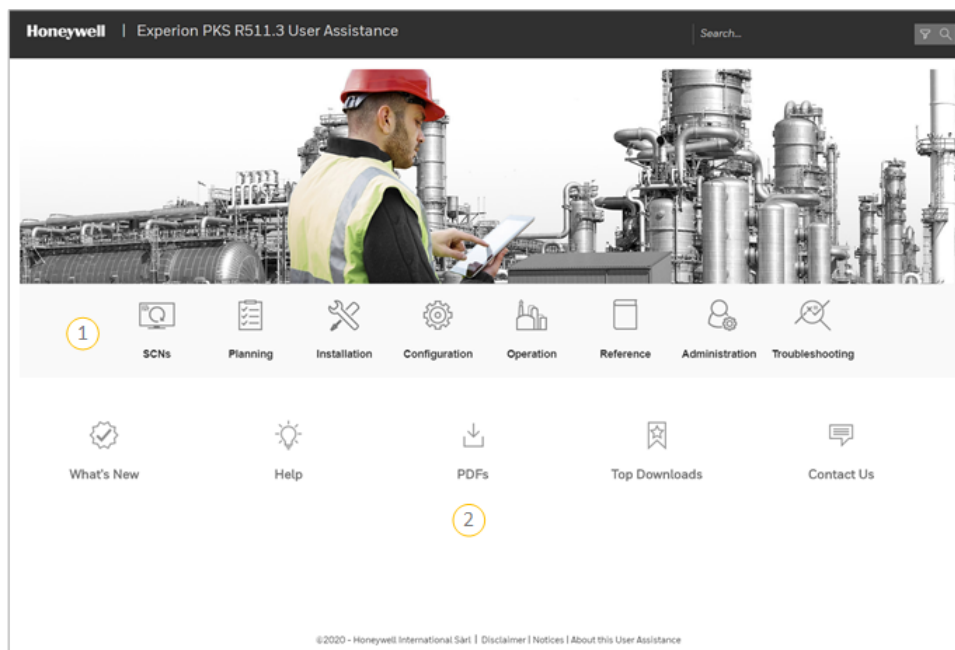 Honeywell | Experion PKS R511.3 User Assistance Search...
1
SCNs Planning Installation Configuration Operation Reference Administration Troubleshooting
What's New Help PDFs Top Downloads Contact Us
2
©2020 - Honeywell International Sàrl | Disclaimer | Notices | About this User Assistance